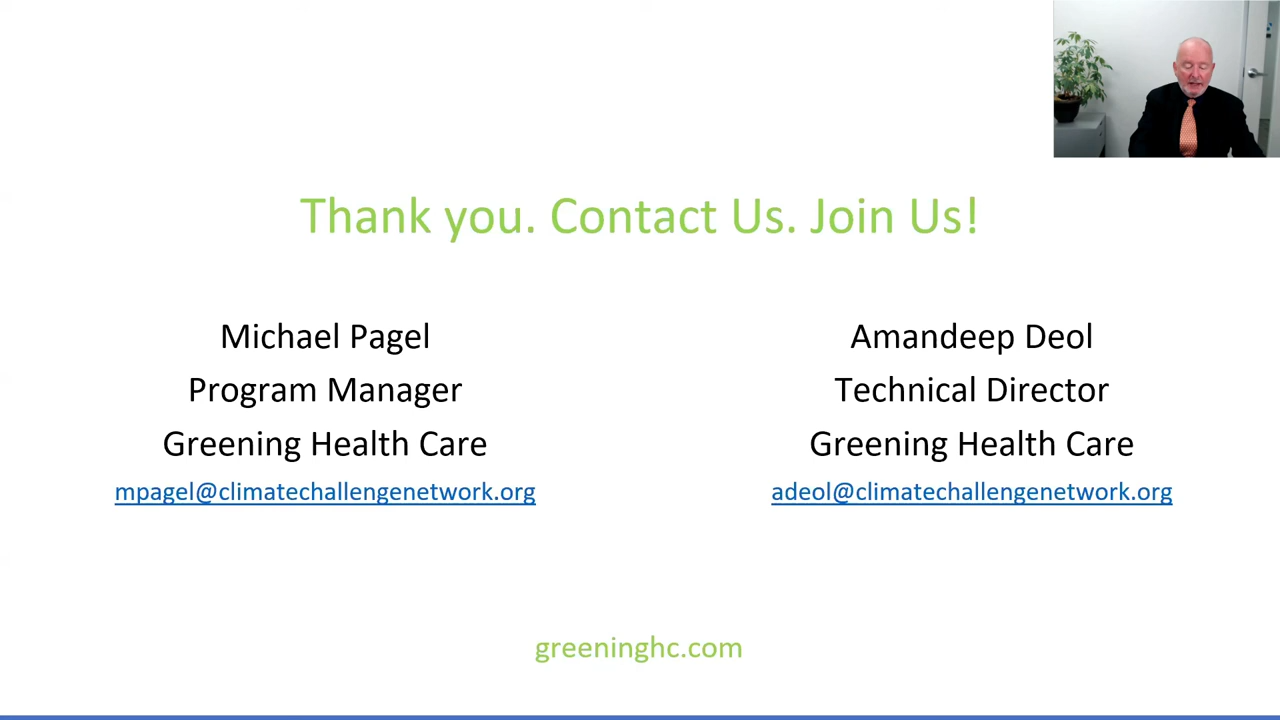 Thank you. Contact Us. Join Us!
Michael Pagel
Program Manager
Greening Health Care
mpagel@climatechallengenetwork.org
Amandeep Deol
Technical Director
Greening Health Care
adeol@climatechallengenetwork.org
greeninghc.com